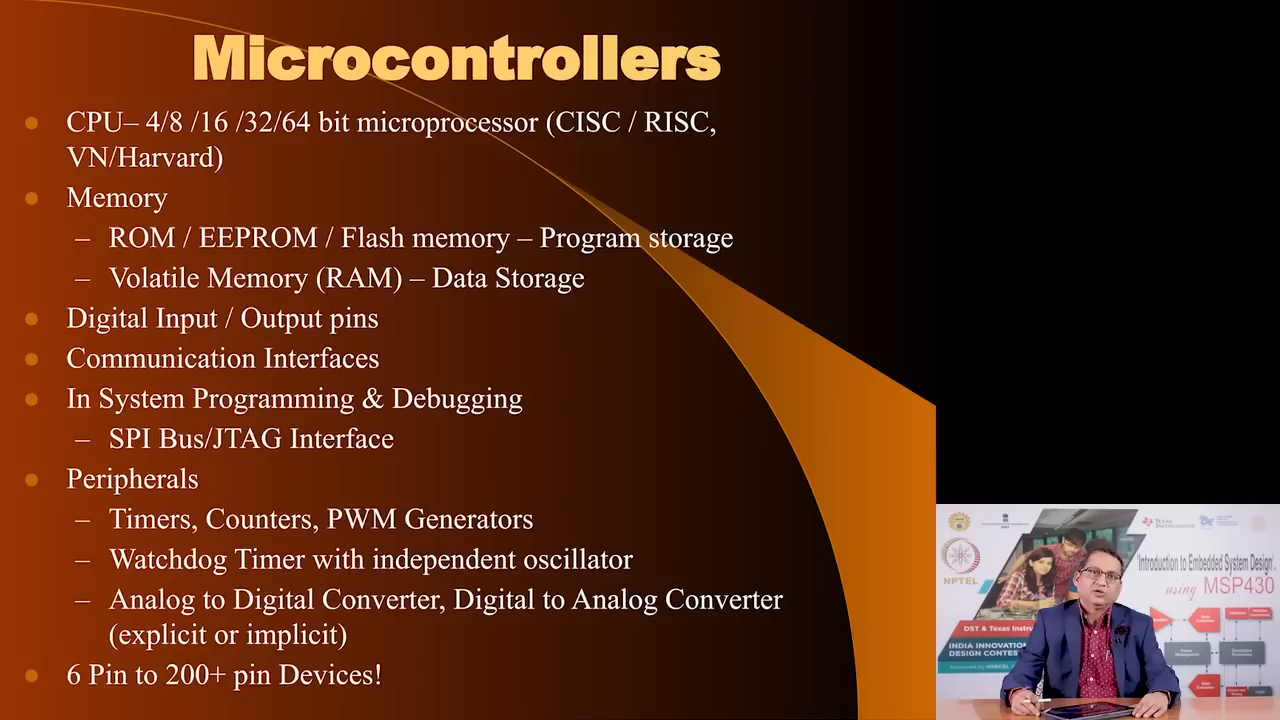 Microcontrollers
CPU– 4/8 /16 /32/64 bit microprocessor (CISC / RISC,
VN/Harvard)
Memory
– ROM / EEPROM / Flash memory – Program storage
– Volatile Memory (RAM) – Data Storage
Digital Input / Output pins
Communication Interfaces
In System Programming & Debugging
– SPI Bus/JTAG Interface
Peripherals
– Timers, Counters, PWM Generators
– Watchdog Timer with independent oscillator
– Analog to Digital Converter, Digital to Analog Converter
(explicit or implicit)
6 Pin to 200+ pin Devices!
NPTEL
TEXAS INSTRUMENTS
'Introduction to Embedded System Design',
using MSP430
DST & Texas
INDIA INNOVATION
DESIGN CONTEST